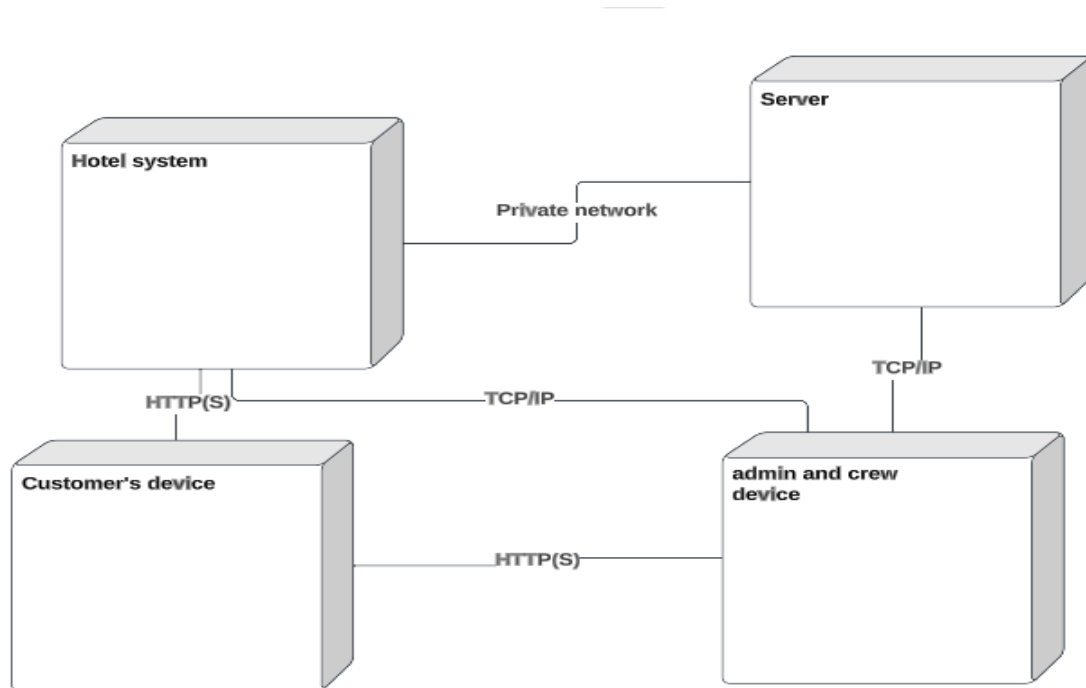 Server
Hotel system
Private network
TCP/IP
HTTP(S)
TCP/IP
Customer's device
admin and crew
device
HTTP(S)